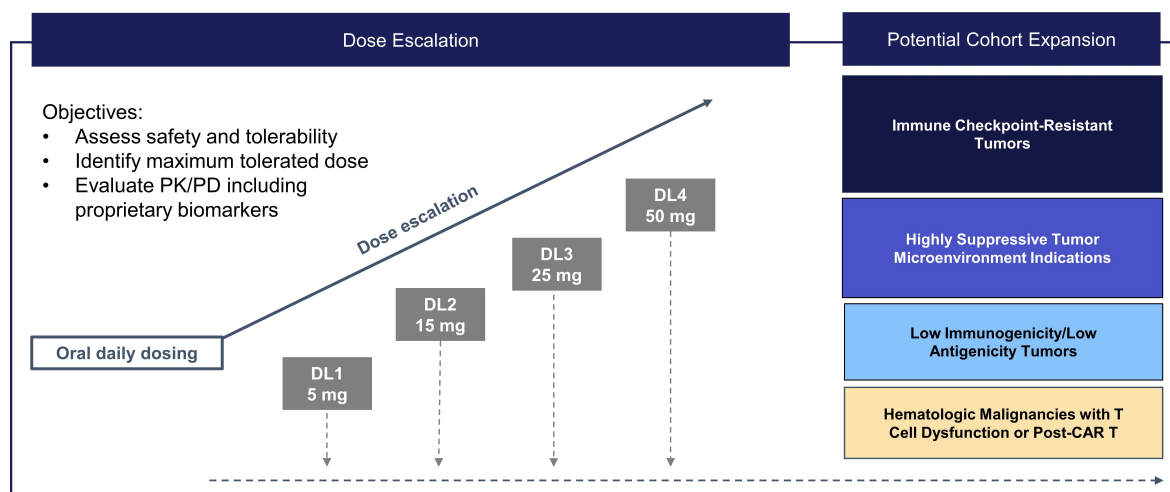 Dose Escalation
Potential Cohort Expansion
Objectives:
• Assess safety and tolerability
• Identify maximum tolerated dose
• Evaluate PK/PD including
proprietary biomarkers
Dose escalation
Oral daily dosing
DL1
5 mg
DL2
15 mg
DL3
25 mg
DL4
50 mg
Immune Checkpoint-Resistant
Tumors
Highly Suppressive Tumor
Microenvironment Indications
Low Immunogenicity/Low
Antigenicity Tumors
Hematologic Malignancies with T
Cell Dysfunction or Post-CAR T